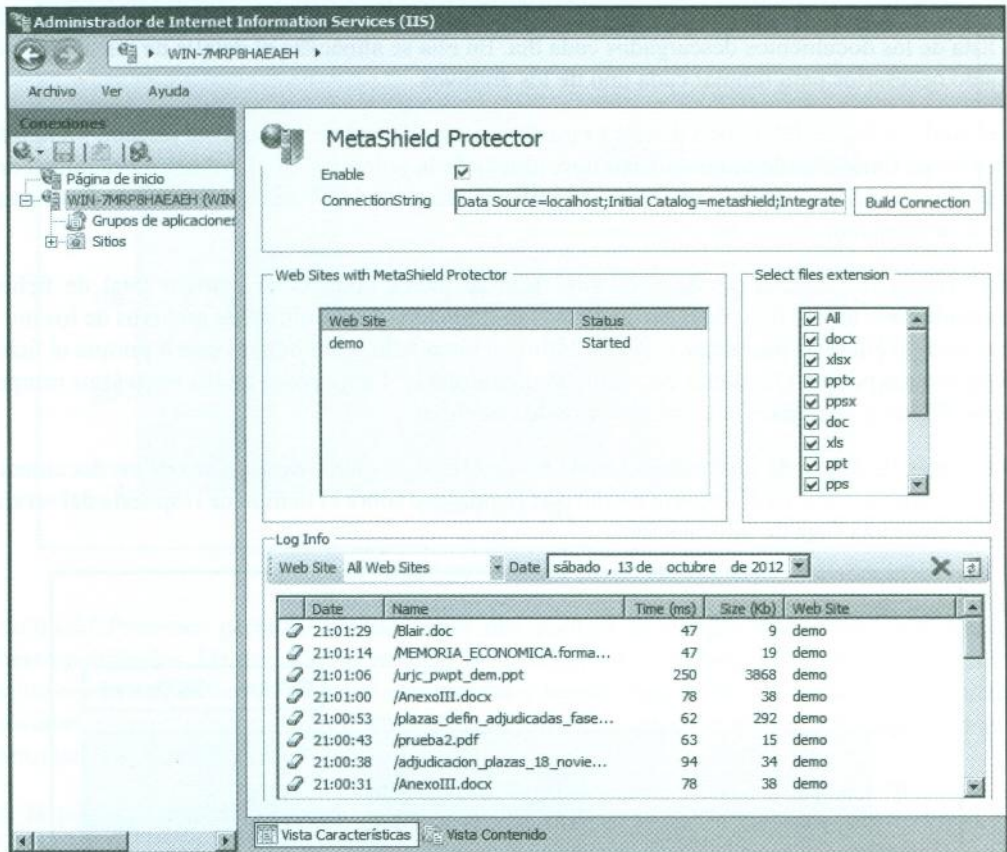 Administrador de Internet Information Services (IIS)
WIN-7MRP8HAEAEH
Archivo Ver Ayuda
Conexiones
Página de inicio
WIN-7MRP8HAEAEH (WIN
Grupos de aplicaciones
Sitios
MetaShield Protector
Enable
ConnectionString Data Source=localhost;Initial Catalog=metashield;Integrate Build Connection
Web Sites with MetaShield Protector
Web Site Status
demo Started
Select files extension
All
docx
xlsx
pptx
ppsx
doc
xls
ppt
pps
Log Info
Web Site All Web Sites Date sábado , 13 de octubre de 2012
Date Name Time (ms) Size (Kb) Web Site
21:01:29 /Blair.doc 47 9 demo
21:01:14 /MEMORIA_ECONOMICA.forma... 47 19 demo
21:01:06 /urjc_pwpt_dem.ppt 250 3868 demo
21:01:00 /AnexoIII.docx 78 38 demo
21:00:53 /plazas_defin_adjudicadas_fase... 62 292 demo
21:00:43 /prueba2.pdf 63 15 demo
21:00:38 /adjudicacion_plazas_18_novie... 94 34 demo
21:00:31 /AnexoIII.docx 78 38 demo
Vista Características Vista Contenido